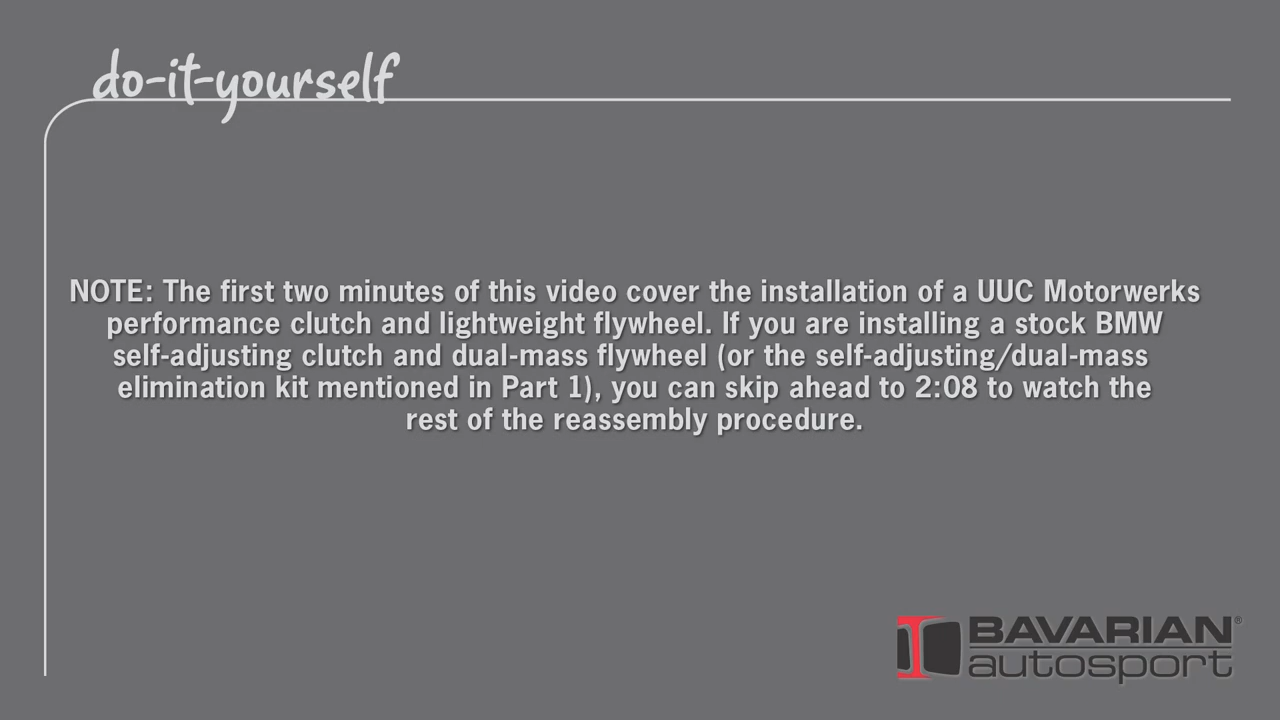 do-it-yourself
NOTE: The first two minutes of this video cover the installation of a UUC Motorwerks
performance clutch and lightweight flywheel. If you are installing a stock BMW
self-adjusting clutch and dual-mass flywheel (or the self-adjusting/dual-mass
elimination kit mentioned in Part 1), you can skip ahead to 2:08 to watch the
rest of the reassembly procedure.
BAVARIAN®
autosport